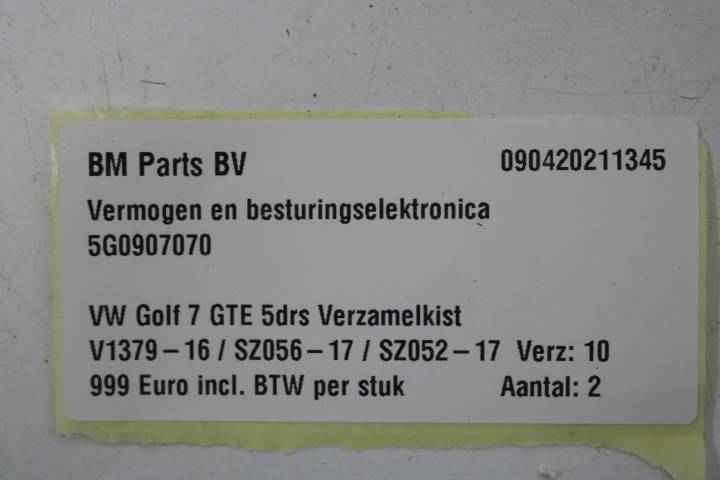 BM Parts BV 090420211345
Vermogen en besturingselektronica
5G0907070
VW Golf 7 GTE 5drs Verzamelkist
V1379-16 / SZ056-17 / SZ052-17 Verz: 10
999 Euro incl. BTW per stuk Aantal: 2